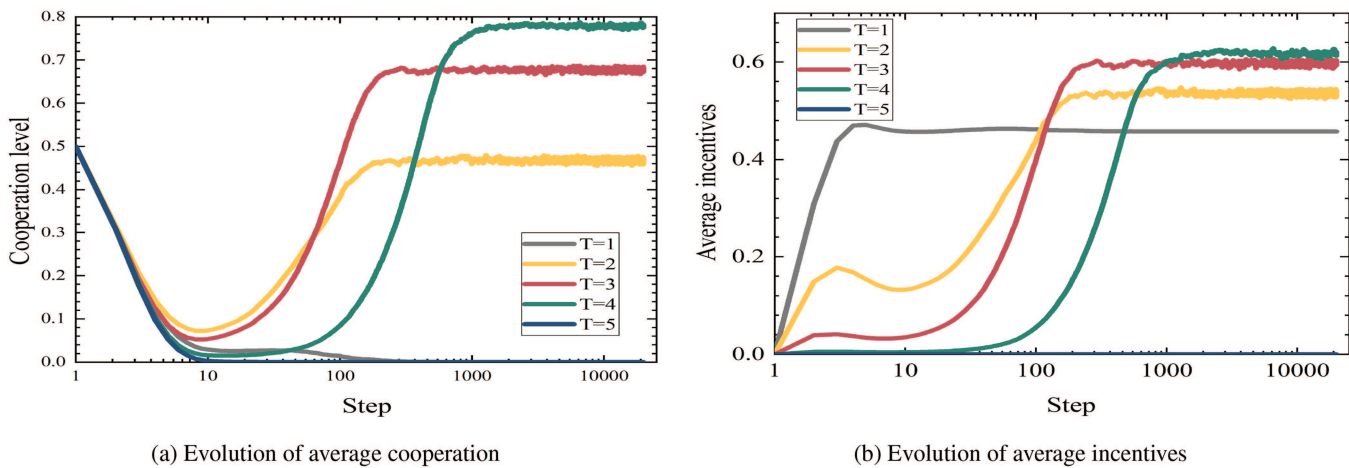 0.8
0.7
0.6
0.5
0.4
0.3
0.2
0.1
0.0
Cooperation level
T=1
T=2
T=3
T=4
T=5
1
10
100
1000
10000
Step
(a) Evolution of average cooperation
0.6
0.4
0.2
0.0
Average incentives
T=1
T=2
T=3
T=4
T=5
1
10
100
1000
10000
Step
(b) Evolution of average incentives